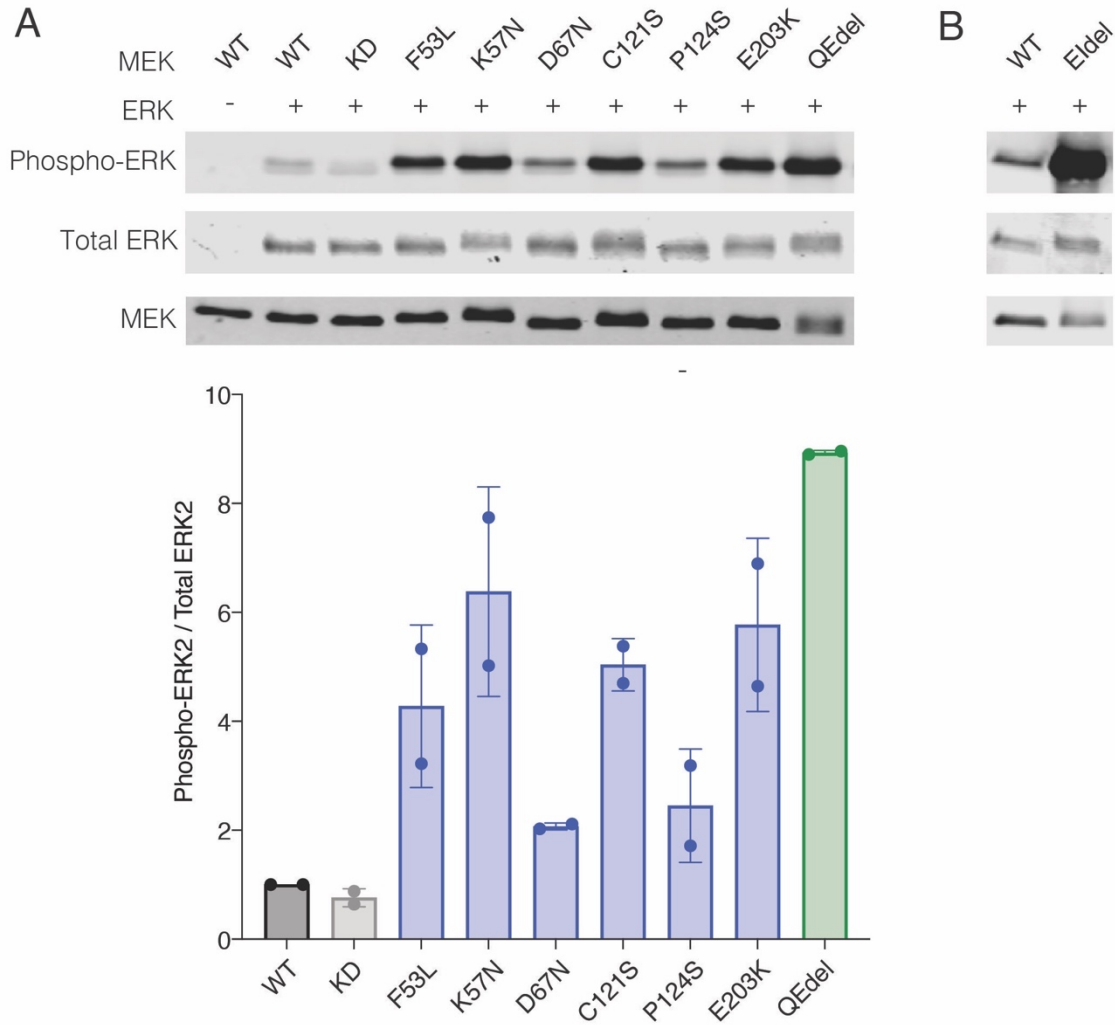 A
B
MEK WT WT KD F53L K57N D67N C121S P124S E203K QEdel WT EIdel
ERK - + + + + + + + + + + +
Phospho-ERK
Total ERK
MEK
-
10
8
6
4
2
0
Phospho-ERK2 / Total ERK2
WT KD F53L K57N D67N C121S P124S E203K QEdel